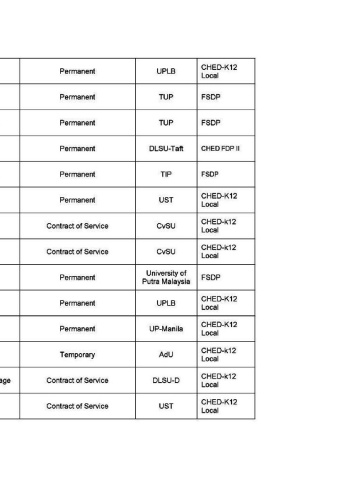 Permanent UPLB CHED-K12
Local
Permanent TUP FSDP
Permanent TUP FSDP
Permanent DLSU-Taft CHED FDP II
Permanent TIP FSDP
Permanent UST CHED-K12
Local
Contract of Service CvSU CHED-k12
Local
Contract of Service CvSU CHED-k12
Local
Permanent University of
Putra Malaysia FSDP
Permanent UPLB CHED-K12
Local
Permanent UP-Manila CHED-K12
Local
Temporary AdU CHED-k12
Local
age Contract of Service DLSU-D CHED-k12
Local
Contract of Service UST CHED-K12
Local